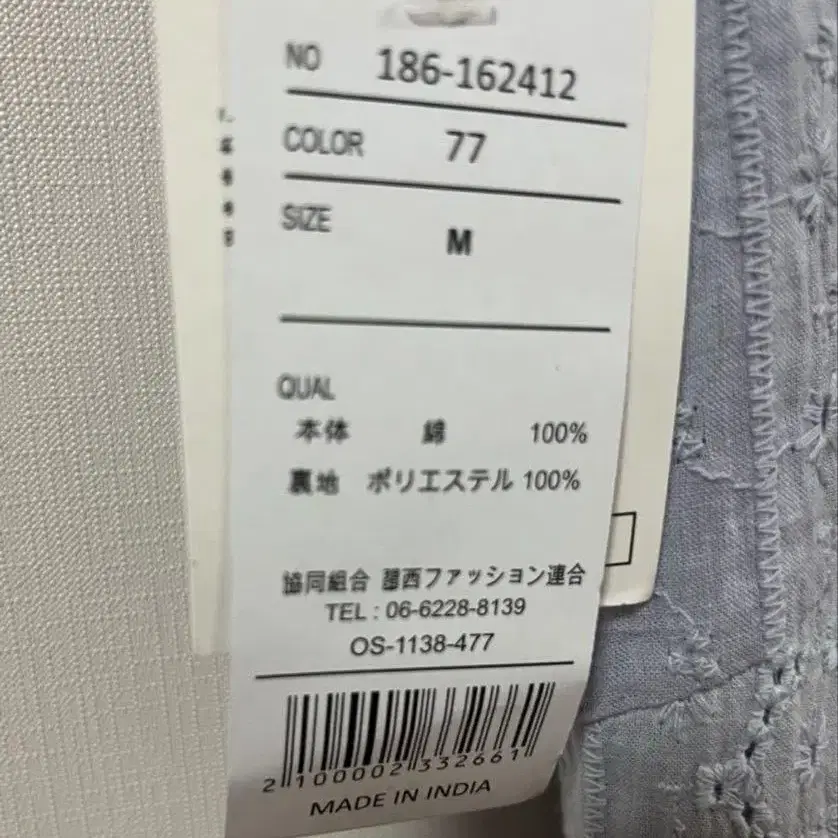 NO 186-162412
COLOR 77
SIZE
M
QUAL
本体 綿 100%
裏地 ポリエステル 100%
協同組合 西ファッション連合
TEL : 06-6228-8139
OS-1138-477
2100002332661
MADE IN INDIA